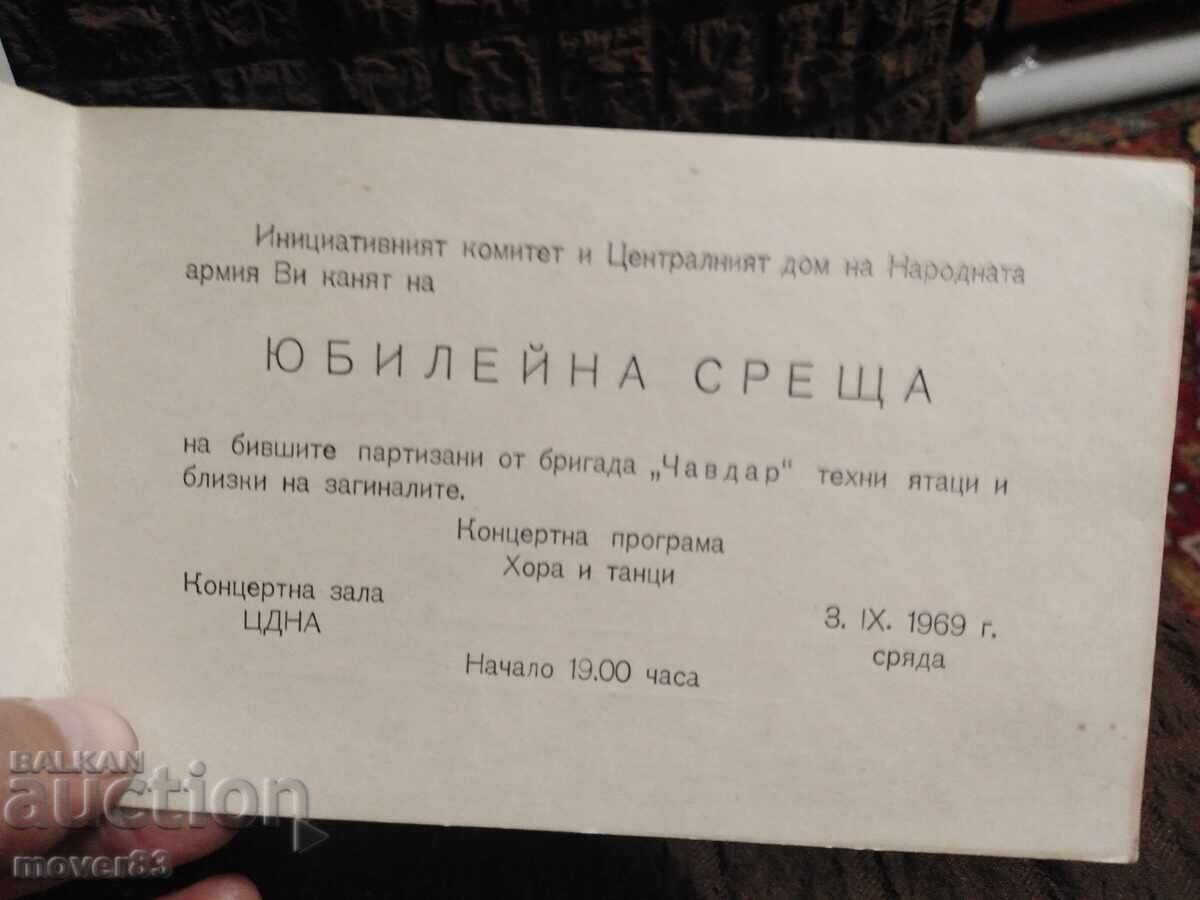 Инициативният комитет и Централният дом на Народната
армия Ви канят на
ЮБИЛЕЙНА СРЕЩА
на бившите партизани от бригада „Чавдар" техни ятаци и
близки на загиналите.
Концертна програма
Хора и танци
Концертна зала
ЦДНА
3. IX. 1969 г.
сряда
Начало 19.00 часа
BALKAN
auction
mover83